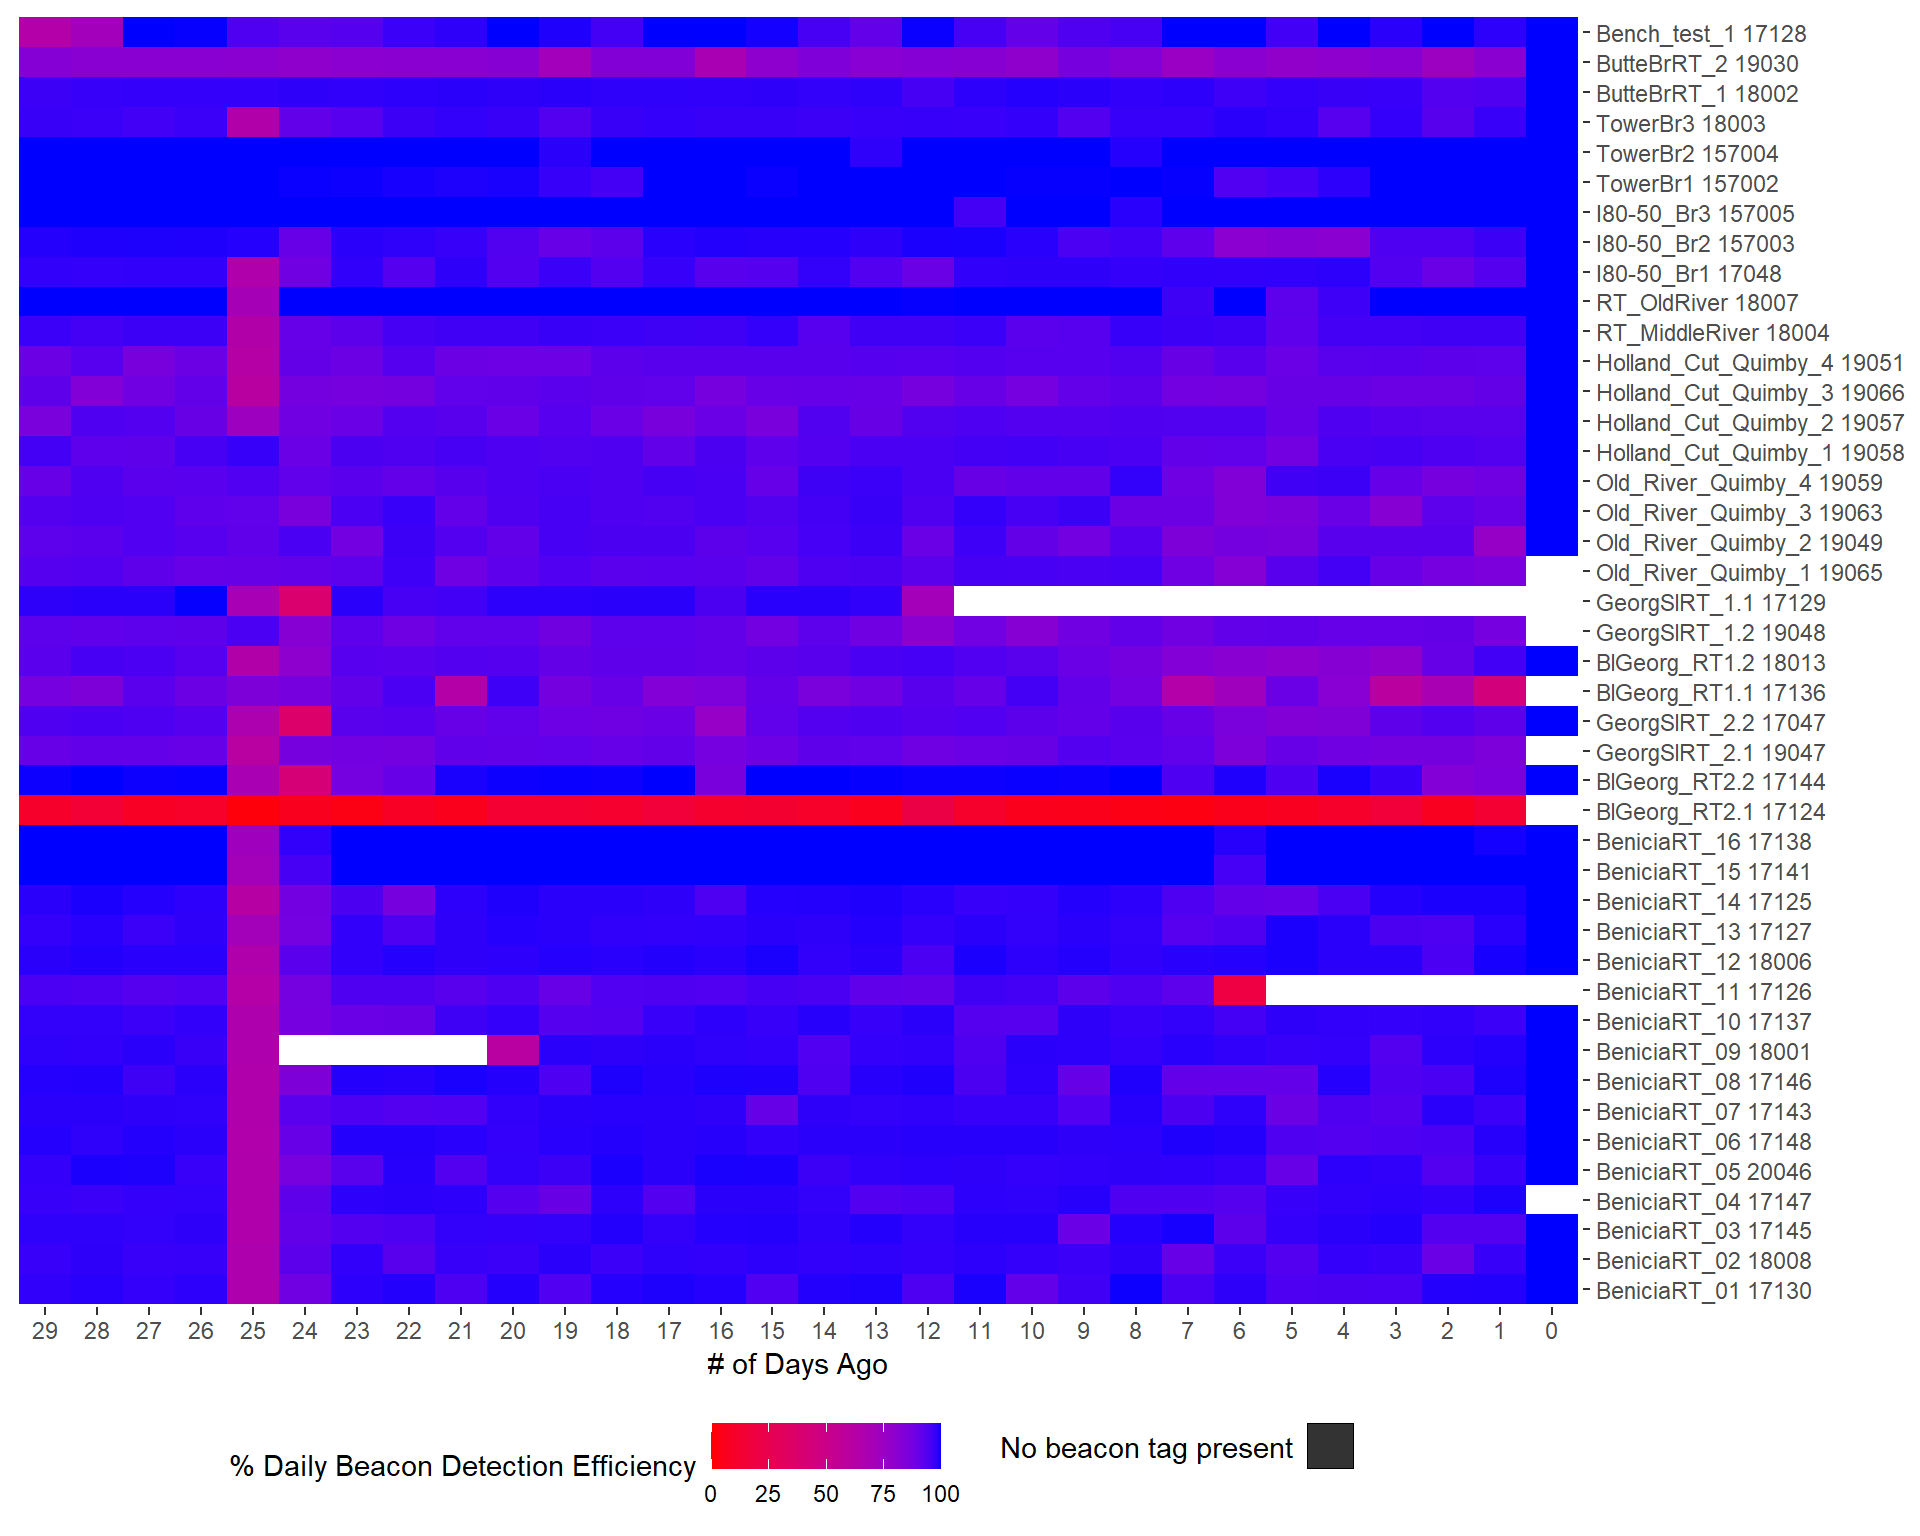 Bench_test_1 17128
ButteBrRT_2 19030
ButteBrRT_1 18002
TowerBr3 18003
TowerBr2 157004
TowerBr1 157002
I80-50_Br3 157005
I80-50_Br2 157003
I80-50_Br1 17048
RT_OldRiver 18007
RT_MiddleRiver 18004
Holland_Cut_Quimby_4 19051
Holland_Cut_Quimby_3 19066
Holland_Cut_Quimby_2 19057
Holland_Cut_Quimby_1 19058
Old_River_Quimby_4 19059
Old_River_Quimby_3 19063
Old_River_Quimby_2 19049
Old_River_Quimby_1 19065
GeorgSlRT_1.1 17129
GeorgSlRT_1.2 19048
BlGeorg_RT1.2 18013
BlGeorg_RT1.1 17136
GeorgSlRT_2.2 17047
GeorgSlRT_2.1 19047
BlGeorg_RT2.2 17144
BlGeorg_RT2.1 17124
BeniciaRT_16 17138
BeniciaRT_15 17141
BeniciaRT_14 17125
BeniciaRT_13 17127
BeniciaRT_12 18006
BeniciaRT_11 17126
BeniciaRT_10 17137
BeniciaRT_09 18001
BeniciaRT_08 17146
BeniciaRT_07 17143
BeniciaRT_06 17148
BeniciaRT_05 20046
BeniciaRT_04 17147
BeniciaRT_03 17145
BeniciaRT_02 18008
BeniciaRT_01 17130
29 28 27 26 25 24 23 22 21 20 19 18 17 16 15 14 13 12 11 10 9 8 7 6 5 4 3 2 1 0
# of Days Ago
% Daily Beacon Detection Efficiency
0 25 50 75 100
No beacon tag present